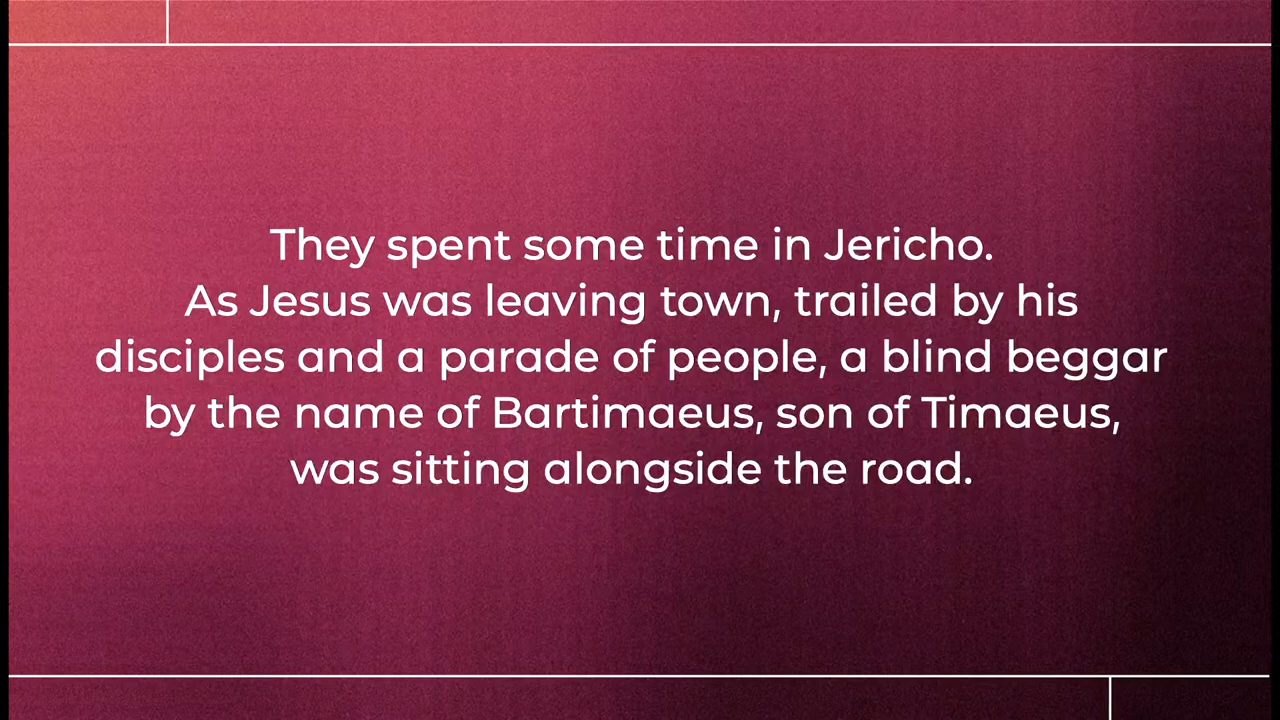 They spent some time in Jericho.
As Jesus was leaving town, trailed by his
disciples and a parade of people, a blind beggar
by the name of Bartimaeus, son of Timaeus,
was sitting alongside the road.